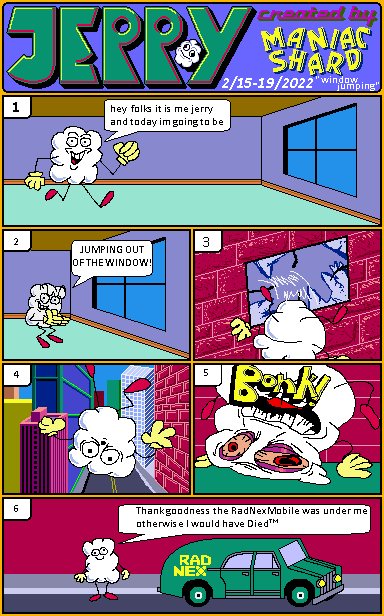 JERRY
created by
MANIAC
SHARD
2/15-19/2022 "window
jumping"
1
hey folks it is me jerry
and today im going to be
2
JUMPING OUT
OF THE WINDOW!
3
4
5
Bonk!
6
Thankgoodness the RadNexMobile was under me
otherwise I would have Died™
RAD
NEX